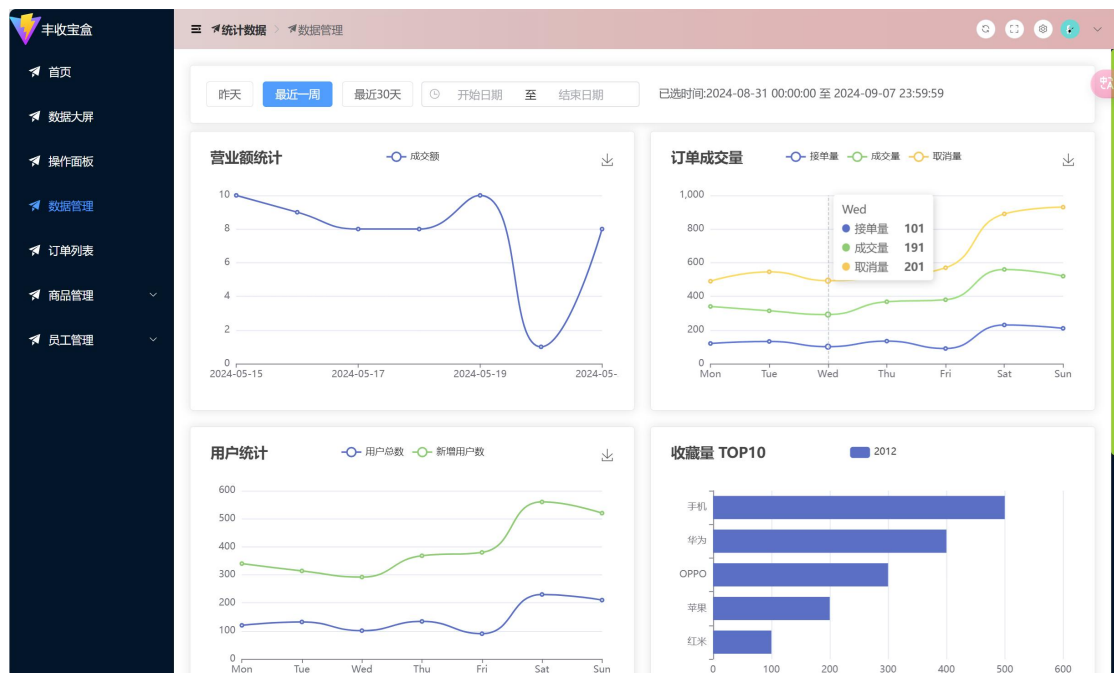 丰收宝盒
统计数据 > 数据管理
首页
数据大屏
操作面板
数据管理
订单列表
商品管理
员工管理
昨天 最近一周 最近30天 开始日期 至 结束日期 已选时间:2024-08-31 00:00:00 至 2024-09-07 23:59:59
营业额统计 成交额
10
8
6
4
2
0
2024-05-15 2024-05-17 2024-05-19 2024-05-
订单成交量 接单量 成交量 取消量
1,000
800
600
400
200
0
Wed
接单量 101
成交量 191
取消量 201
Mon Tue Wed Thu Fri Sat Sun
用户统计 用户总数 新增用户数
600
500
400
300
200
100
0
Mon Tue Wed Thu Fri Sat Sun
收藏量 TOP10 2012
手机
华为
OPPO
苹果
红米
0 100 200 300 400 500 600